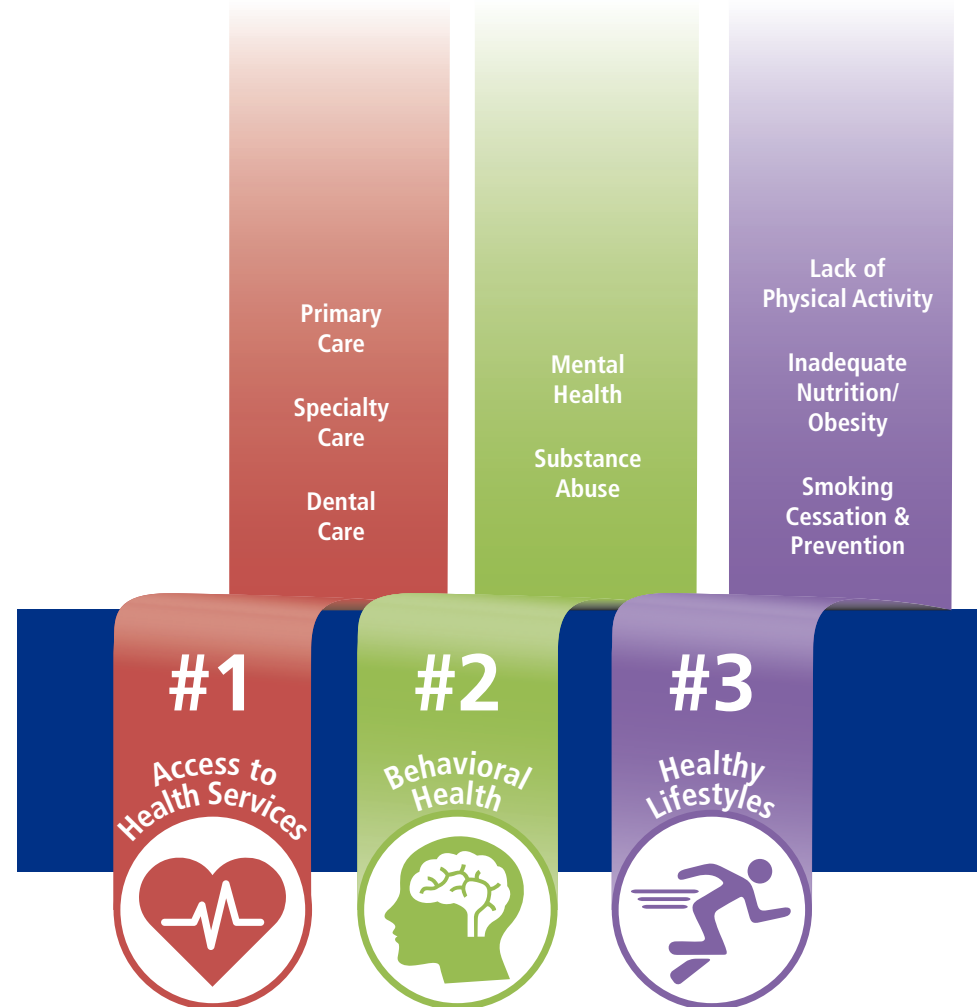 Primary
Care
Specialty
Care
Dental
Care
#1
Access to
Health Services
Mental
Health
Substance
Abuse
#2
Behavioral
Health
Lack of
Physical Activity
Inadequate
Nutrition/
Obesity
Smoking
Cessation &
Prevention
#3
Healthy
Lifestyles